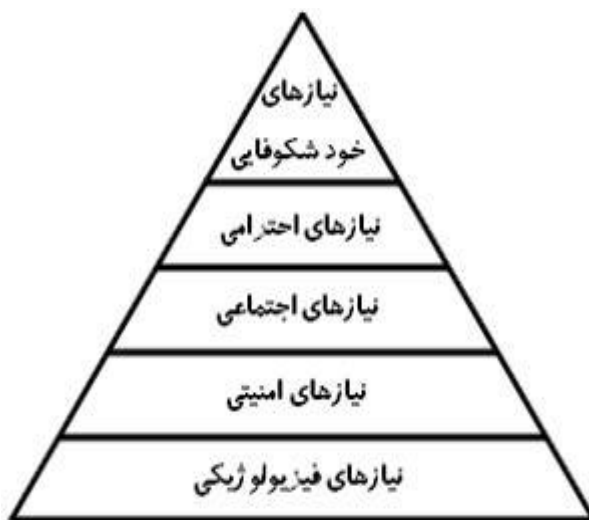 نیازهای
خود شکوفایی
نیازهای احترامی
نیازهای اجتماعی
نیازهای امنیتی
نیازهای فیزیولوژیکی